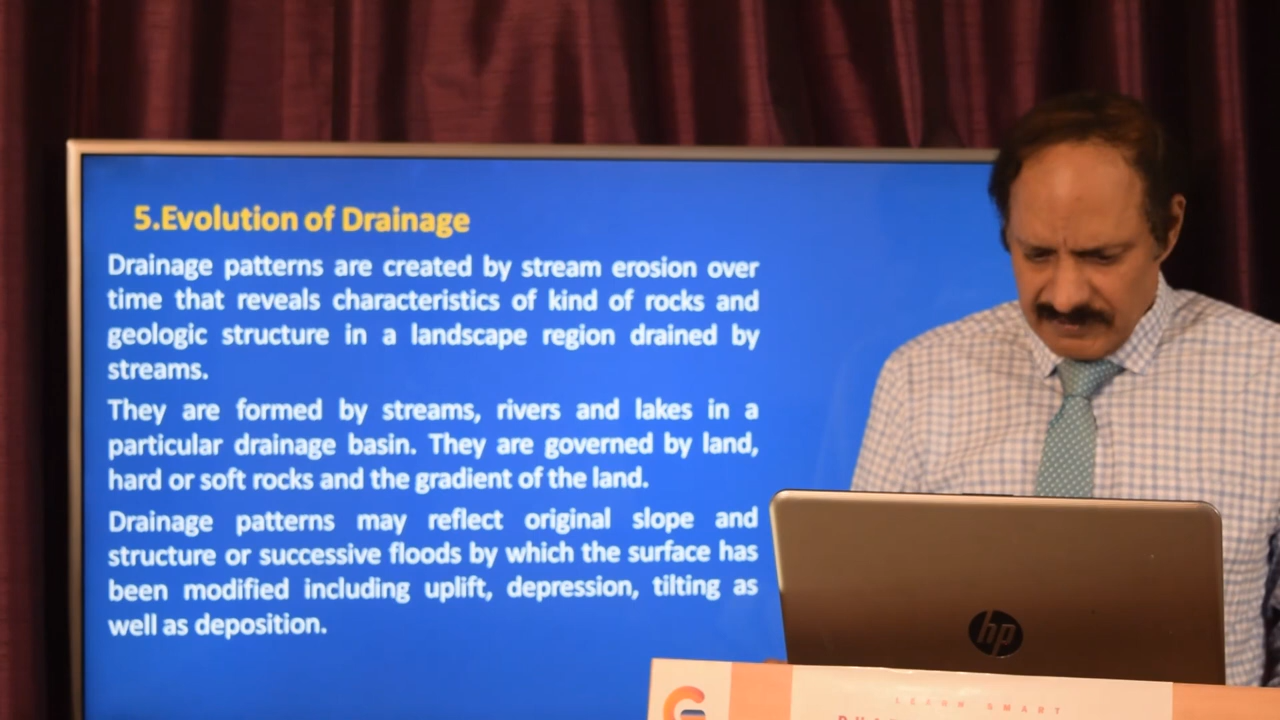 5.Evolution of Drainage
Drainage patterns are created by stream erosion over
time that reveals characteristics of kind of rocks and
geologic structure in a landscape region drained by
streams.
They are formed by streams, rivers and lakes in a
particular drainage basin. They are governed by land,
hard or soft rocks and the gradient of the land.
Drainage patterns may reflect original slope and
structure or successive floods by which the surface has
been modified including uplift, depression, tilting as
well as deposition.
hp
LEARN SMART